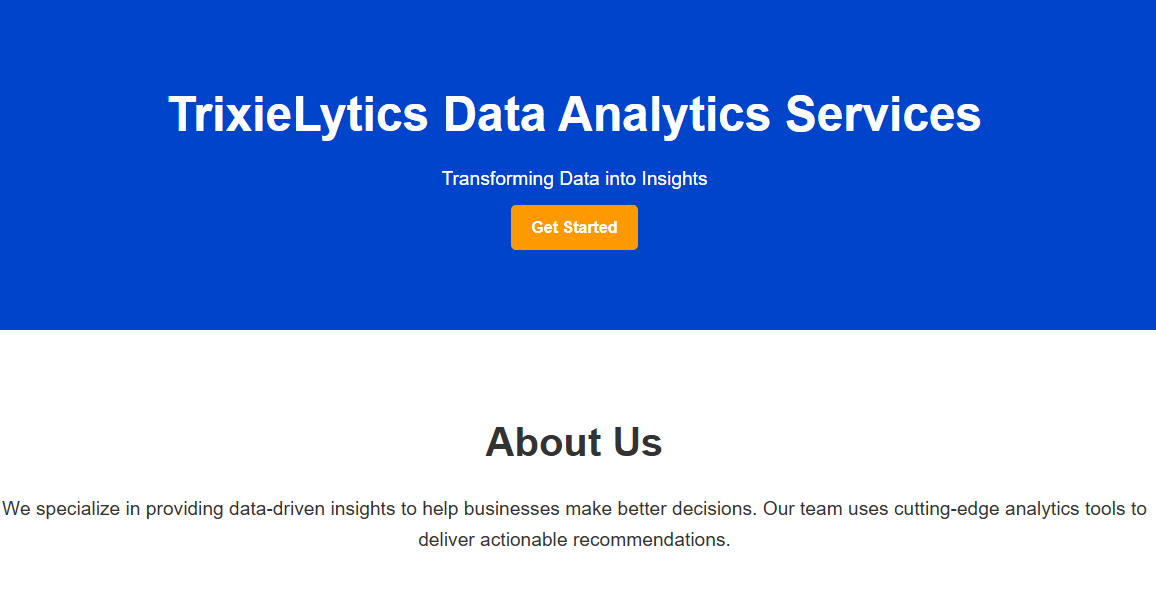 TrixieLytics Data Analytics Services
Transforming Data into Insights
Get Started
About Us
We specialize in providing data-driven insights to help businesses make better decisions. Our team uses cutting-edge analytics tools to
deliver actionable recommendations.